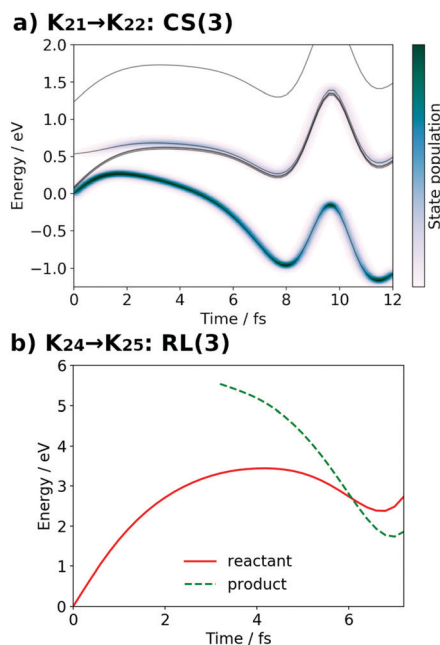 a) K₂₁→K₂₂: CS(3)
2.0
1.5
1.0
0.5
0.0
−0.5
−1.0
Energy / eV
0 2 4 6 8 10 12
Time / fs
State population
b) K₂₄→K₂₅: RL(3)
6
5
4
3
2
1
0
Energy / eV
reactant
product
0 2 4 6
Time / fs